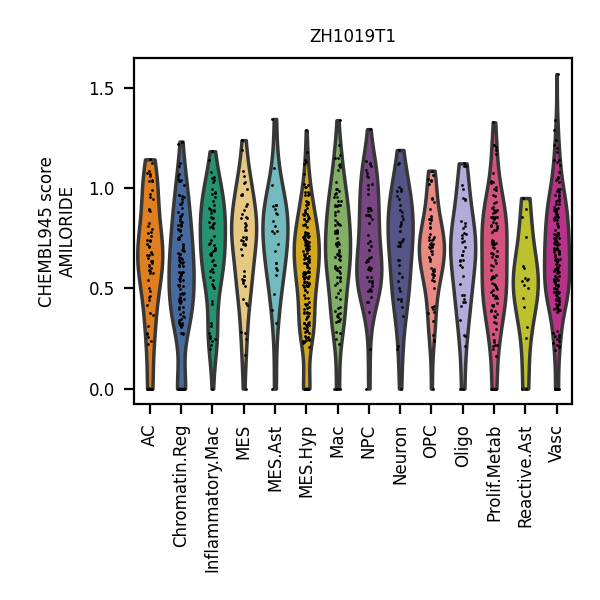 ZH1019T1
CHEMBL945 score
AMILORIDE
1.5
1.0
0.5
0.0
AC
Chromatin.Reg
Inflammatory.Mac
MES
MES.Ast
MES.Hyp
Mac
NPC
Neuron
OPC
Oligo
Prolif.Metab
Reactive.Ast
Vasc